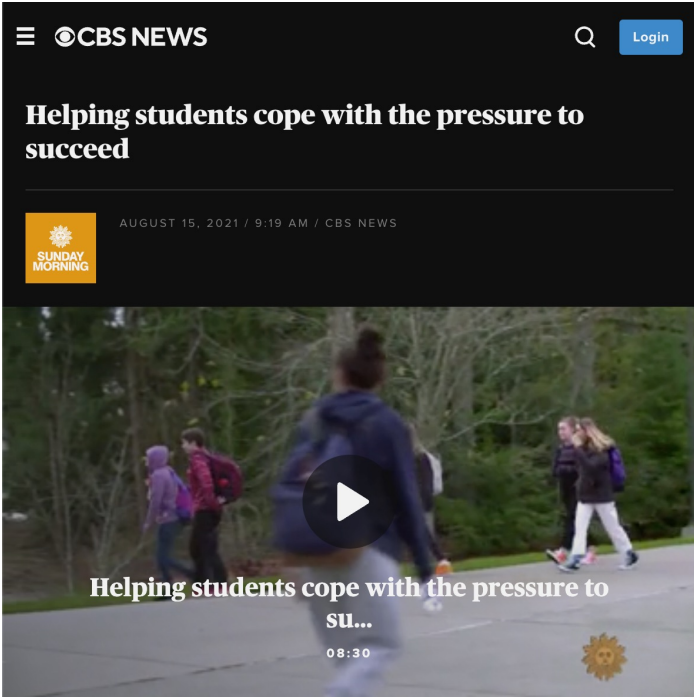 CBS NEWS
Login
Helping students cope with the pressure to
succeed
SUNDAY
MORNING
AUGUST 15, 2021 / 9:19 AM / CBS NEWS
Helping students cope with the pressure to
su...
08:30